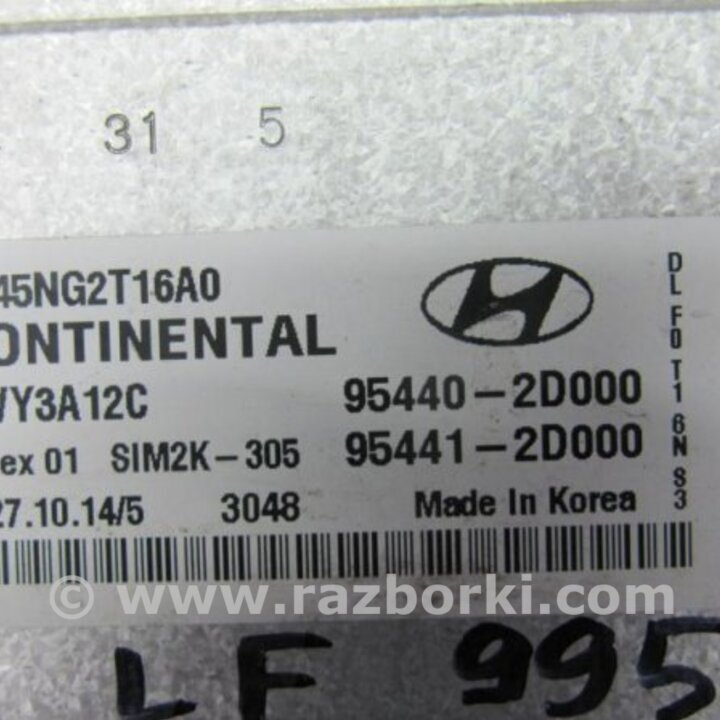 31 5
45NG2T16A0
CONTINENTAL
VY3A12C 95440-2D000
ex 01 SIM2K-305 95441-2D000
27.10.14/5 3048 Made In Korea
DL F0 T1 6N S3
© www.razborki.com
LF 995